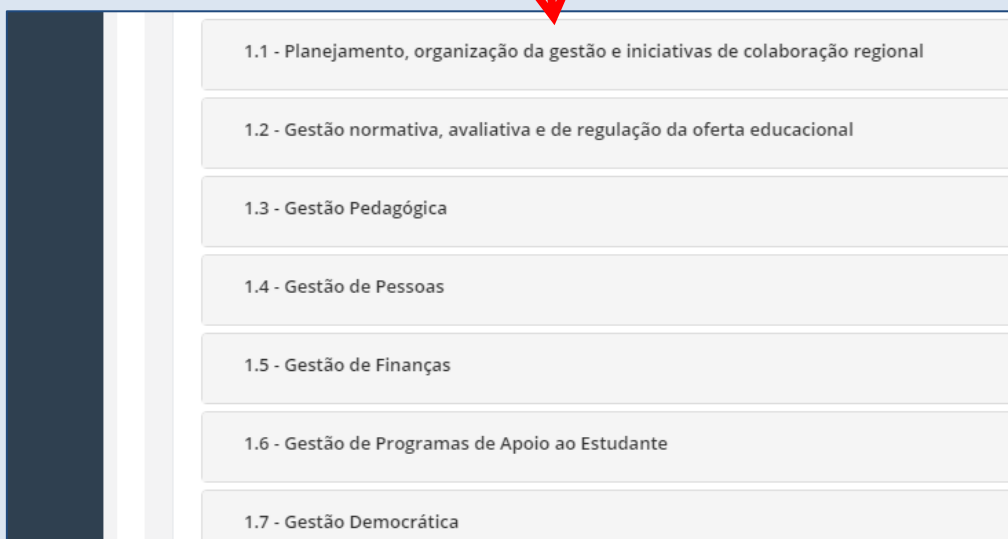 1.1 - Planejamento, organização da gestão e iniciativas de colaboração regional
1.2 - Gestão normativa, avaliativa e de regulação da oferta educacional
1.3 - Gestão Pedagógica
1.4 - Gestão de Pessoas
1.5 - Gestão de Finanças
1.6 - Gestão de Programas de Apoio ao Estudante
1.7 - Gestão Democrática